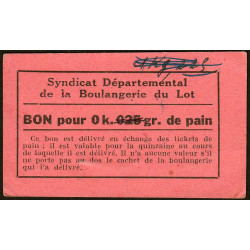 Syndicat Départemental
de la Boulangerie du Lot
BON pour 0 k. 025 gr. de pain
Ce bon est délivré en échange des tickets de
pain ; il est valable pour la quinzaine au cours
de laquelle il est délivré. Il n'a aucune valeur s'il
ne porte pas au dos le cachet de la boulangerie
qui l'a délivré.